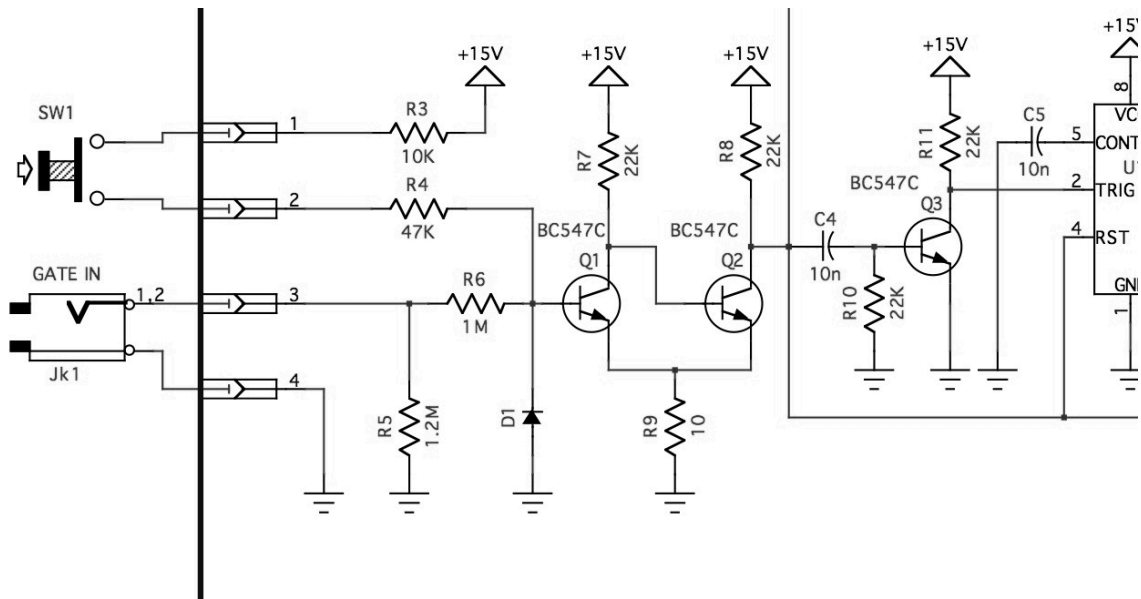 SW1
1
R3
10K
+15V
2
R4
47K
GATE IN
1,2
Jk1
3
4
R6
1M
R5
1.2M
D1
+15V
R7
22K
BC547C
Q1
+15V
R8
22K
BC547C
Q2
R9
10
C4
10n
R10
22K
+15V
R11
22K
BC547C
Q3
C5
10n
+15V
8
VC
5
CONT
2
TRIG
4
RST
GN
1